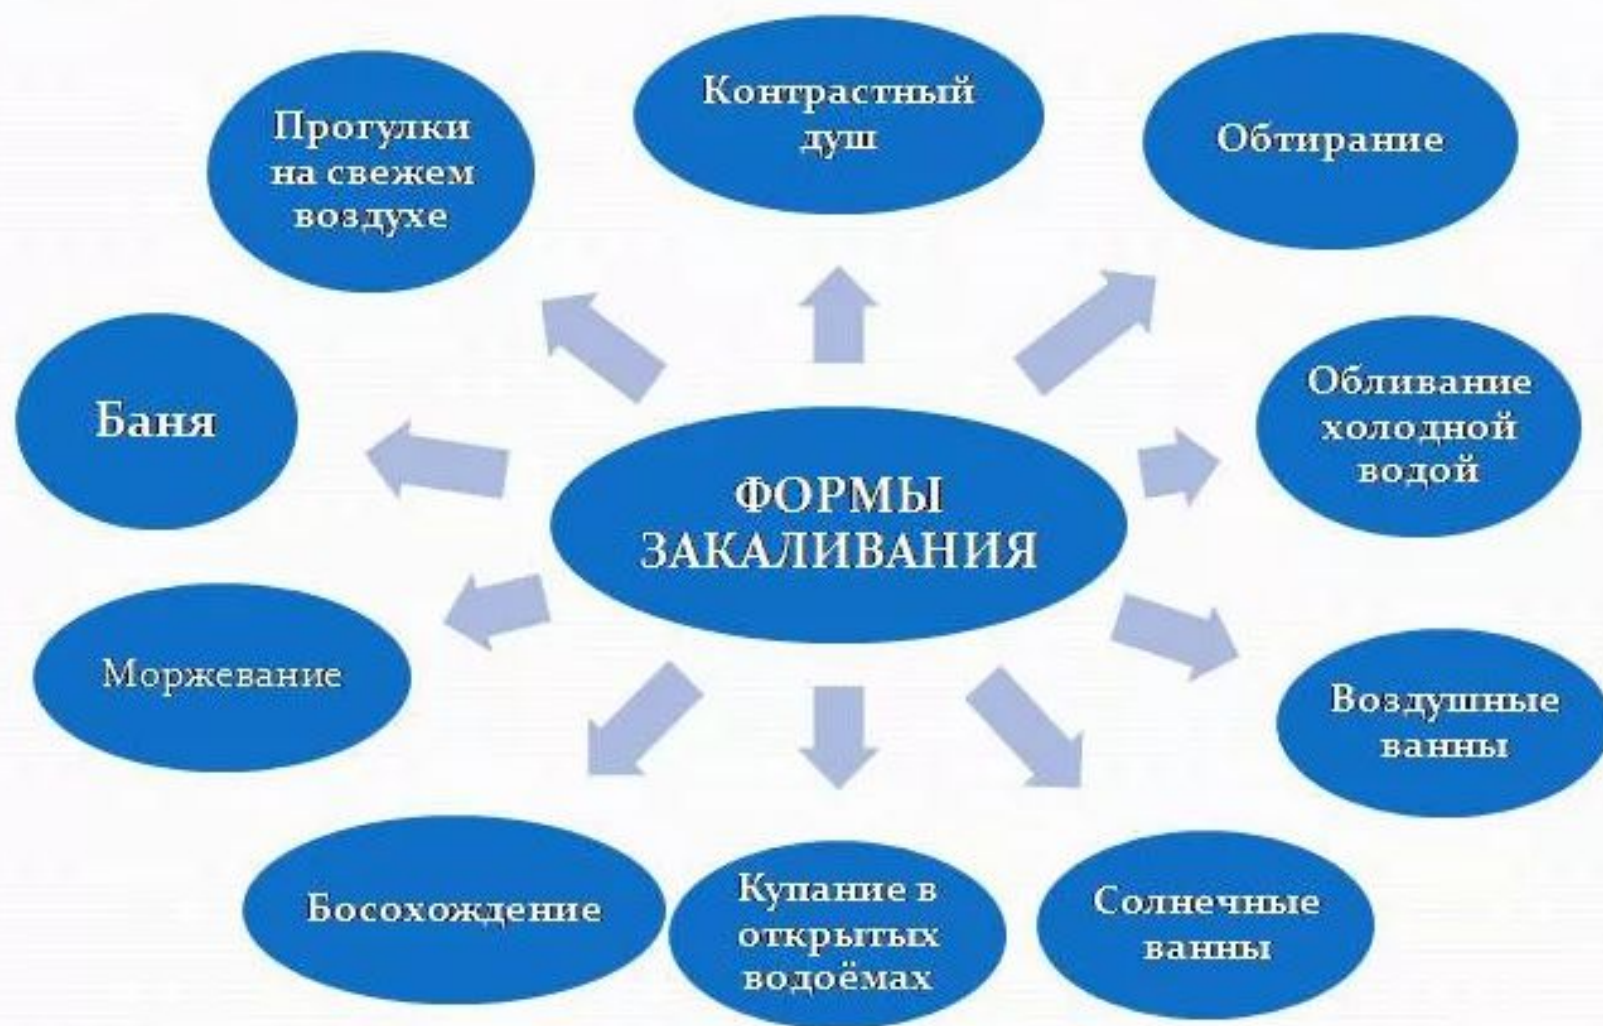 Контрастный
душ
Прогулки
на свежем
воздухе
Обтирание
Баня
Обливание
холодной
водой
ФОРМЫ
ЗАКАЛИВАНИЯ
Моржевание
Воздушные
ванны
Босохождение
Купание в
открытых
водоёмах
Солнечные
ванны